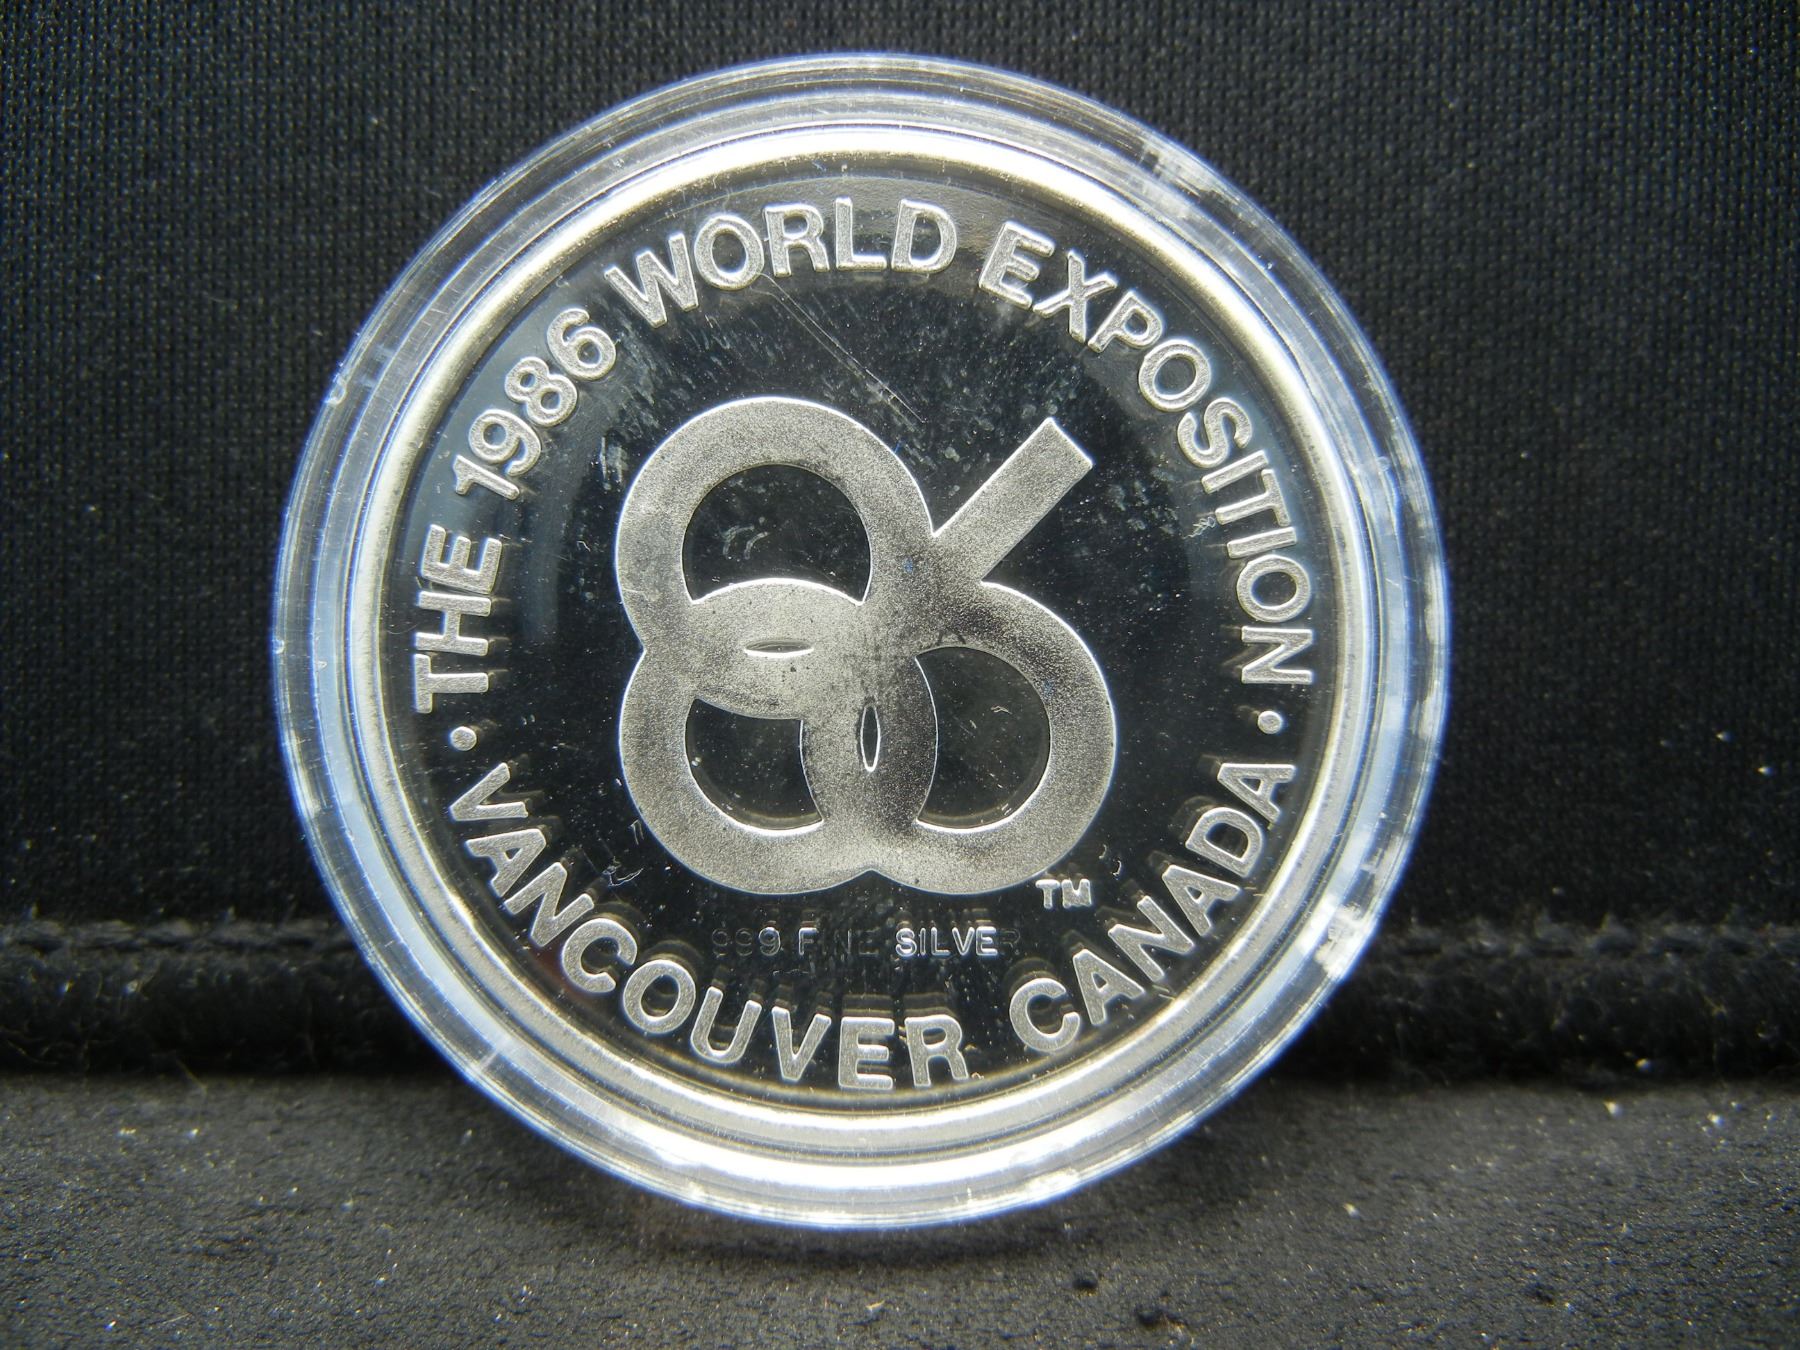 THE 1986 WORLD EXPOSITION
86
TM
999 FINE SILVER
• VANCOUVER CANADA •